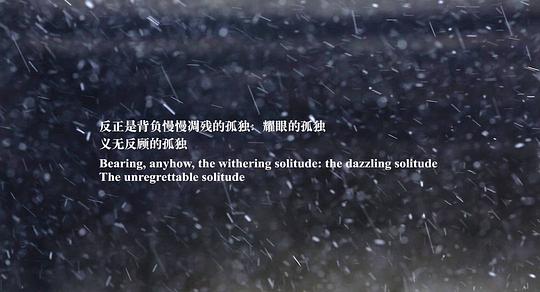 反正是背负慢慢凋残的孤独：耀眼的孤独
义无反顾的孤独
Bearing, anyhow, the withering solitude: the dazzling solitude
The unregrettable solitude